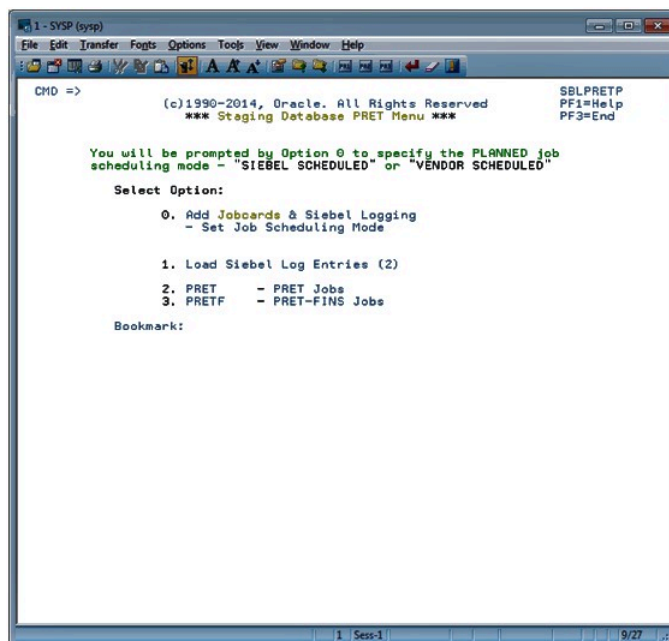 1 - SYSP (sysp)
File Edit Transfer Fonts Options Tools View Window Help
CMD => SBLPRETP
(c)1990-2014, Oracle. All Rights Reserved PF1=Help
*** Staging Database PRET Menu *** PF3=End
You will be prompted by Option 0 to specify the PLANNED job
scheduling mode - "SIEBEL SCHEDULED" or "VENDOR SCHEDULED"
Select Option:
0. Add Jobcards & Siebel Logging
- Set Job Scheduling Mode
1. Load Siebel Log Entries (2)
2. PRET - PRET Jobs
3. PRETF - PRET-FINS Jobs
Bookmark:
1 Sess-1 9/27